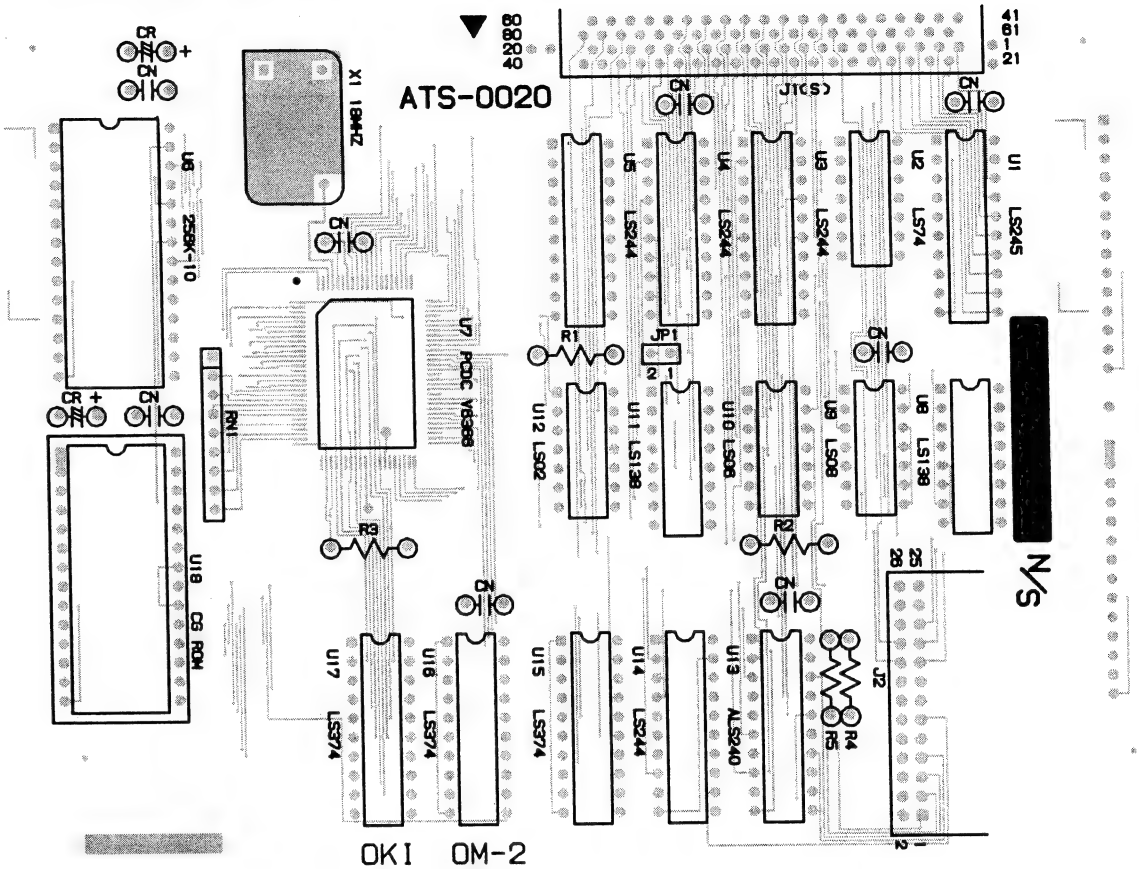 60
80
20
40
41
61
1
21
CR
+
CN
X1 18MHZ
ATS-0020
J1(S)
CN
CN
U6 256K-10
CN
U5 LS244
U4 LS244
U3 LS244
U2 LS74
U1 LS245
U7 PCDC
R1
JP1
2 1
CN
CR
+
CN
RN1
U12 LS02
U11 LS138
U10 LS06
U9 LS08
LS138
N/S
R3
R2
U18 CG ROM
CN
CN
26
25
U17 LS374
U16 LS374
U15 LS374
U14 LS244
U13 ALS240
R5
R4
J2
2
1
OKI OM-2